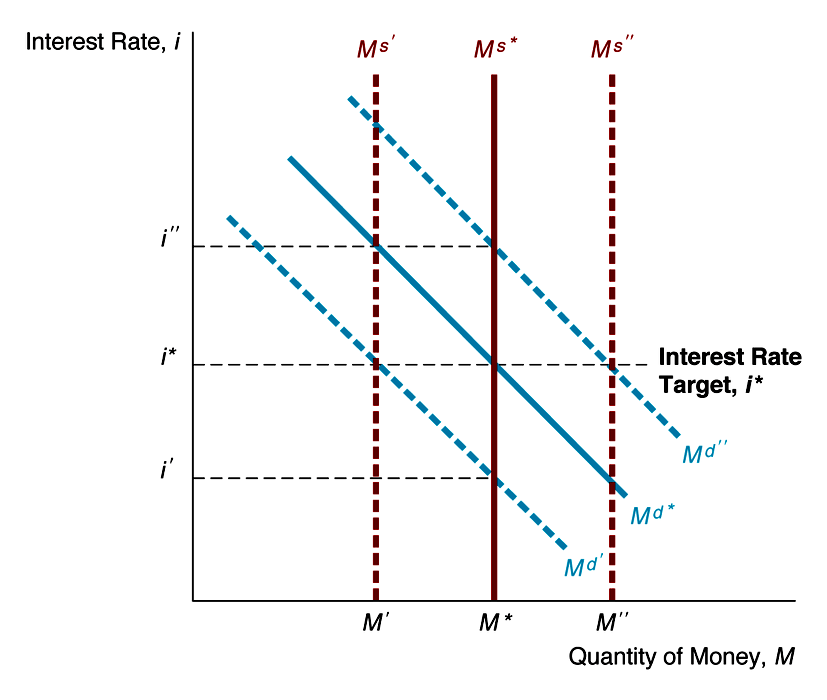 Interest Rate, i
Mˢ′ Mˢ* Mˢ″
i″
i*
Interest Rate
Target, i*
i′
Mᵈ″
Mᵈ*
Mᵈ′
M′ M* M″
Quantity of Money, M